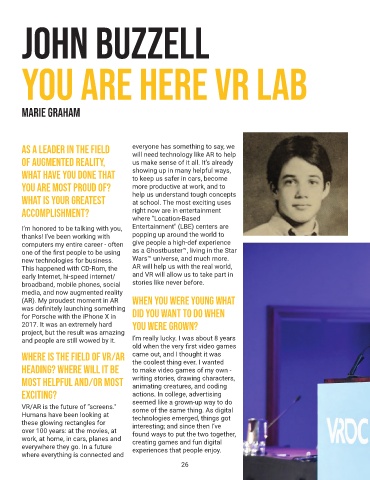 JOHN BUZZELL
YOU ARE HERE VR LAB
MARIE GRAHAM
AS A LEADER IN THE FIELD
OF AUGMENTED REALITY,
WHAT HAVE YOU DONE THAT
YOU ARE MOST PROUD OF?
WHAT IS YOUR GREATEST
ACCOMPLISHMENT?
I'm honored to be talking with you,
thanks! I've been working with
computers my entire career - often
one of the first people to be using
new technologies for business.
This happened with CD-Rom, the
early Internet, hi-speed internet/
broadband, mobile phones, social
media, and now augmented reality
(AR). My proudest moment in AR
was definitely launching something
for Porsche with the iPhone X in
2017. It was an extremely hard
project, but the result was amazing
and people are still wowed by it.
WHERE IS THE FIELD OF VR/AR
HEADING? WHERE WILL IT BE
MOST HELPFUL AND/OR MOST
EXCITING?
VR/AR is the future of "screens."
Humans have been looking at
these glowing rectangles for
over 100 years: at the movies, at
work, at home, in cars, planes and
everywhere they go. In a future
where everything is connected and
everyone has something to say, we
will need technology like AR to help
us make sense of it all. It's already
showing up in many helpful ways,
to keep us safer in cars, become
more productive at work, and to
help us understand tough concepts
at school. The most exciting uses
right now are in entertainment
where "Location-Based
Entertainment" (LBE) centers are
popping up around the world to
give people a high-def experience
as a Ghostbuster™, living in the Star
Wars™ universe, and much more.
AR will help us with the real world,
and VR will allow us to take part in
stories like never before.
WHEN YOU WERE YOUNG WHAT
DID YOU WANT TO DO WHEN
YOU WERE GROWN?
I'm really lucky. I was about 8 years
old when the very first video games
came out, and I thought it was
the coolest thing ever. I wanted
to make video games of my own -
writing stories, drawing characters,
animating creatures, and coding
actions. In college, advertising
seemed like a grown-up way to do
some of the same thing. As digital
technologies emerged, things got
interesting; and since then I've
found ways to put the two together,
creating games and fun digital
experiences that people enjoy.
VRDC
26